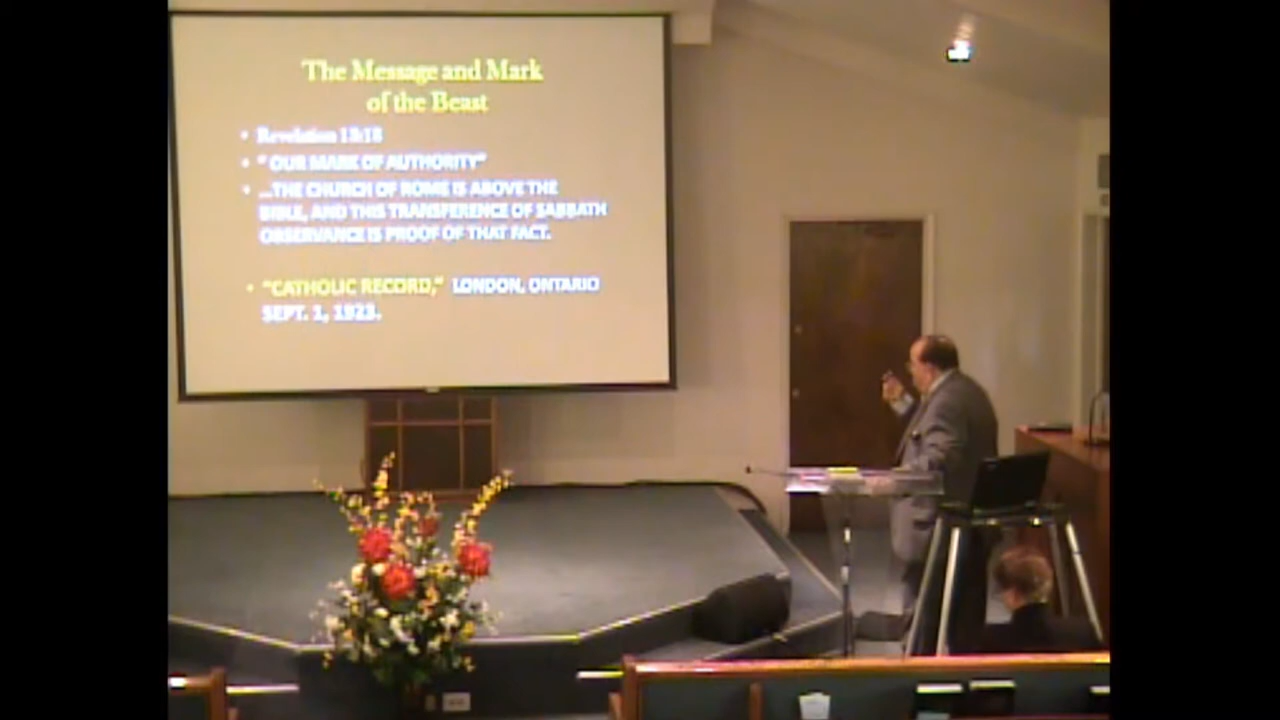 The Message and Mark
of the Beast
• Revelation 13:18
• “ OUR MARK OF AUTHORITY”
• …THE CHURCH OF ROME IS ABOVE THE
BIBLE, AND THIS TRANSFERENCE OF SABBATH
OBSERVANCE IS PROOF OF THAT FACT.
• “CATHOLIC RECORD,” LONDON, ONTARIO
SEPT. 1, 1923.